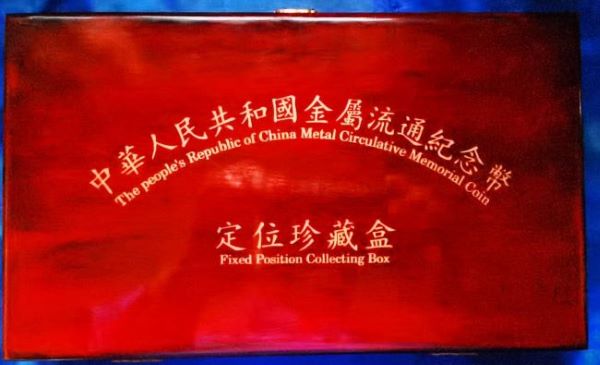 中華人民共和國金屬流通紀念幣
The people's Republic of China Metal Circulative Memorial Coin
定位珍藏盒
Fixed Position Collecting Box